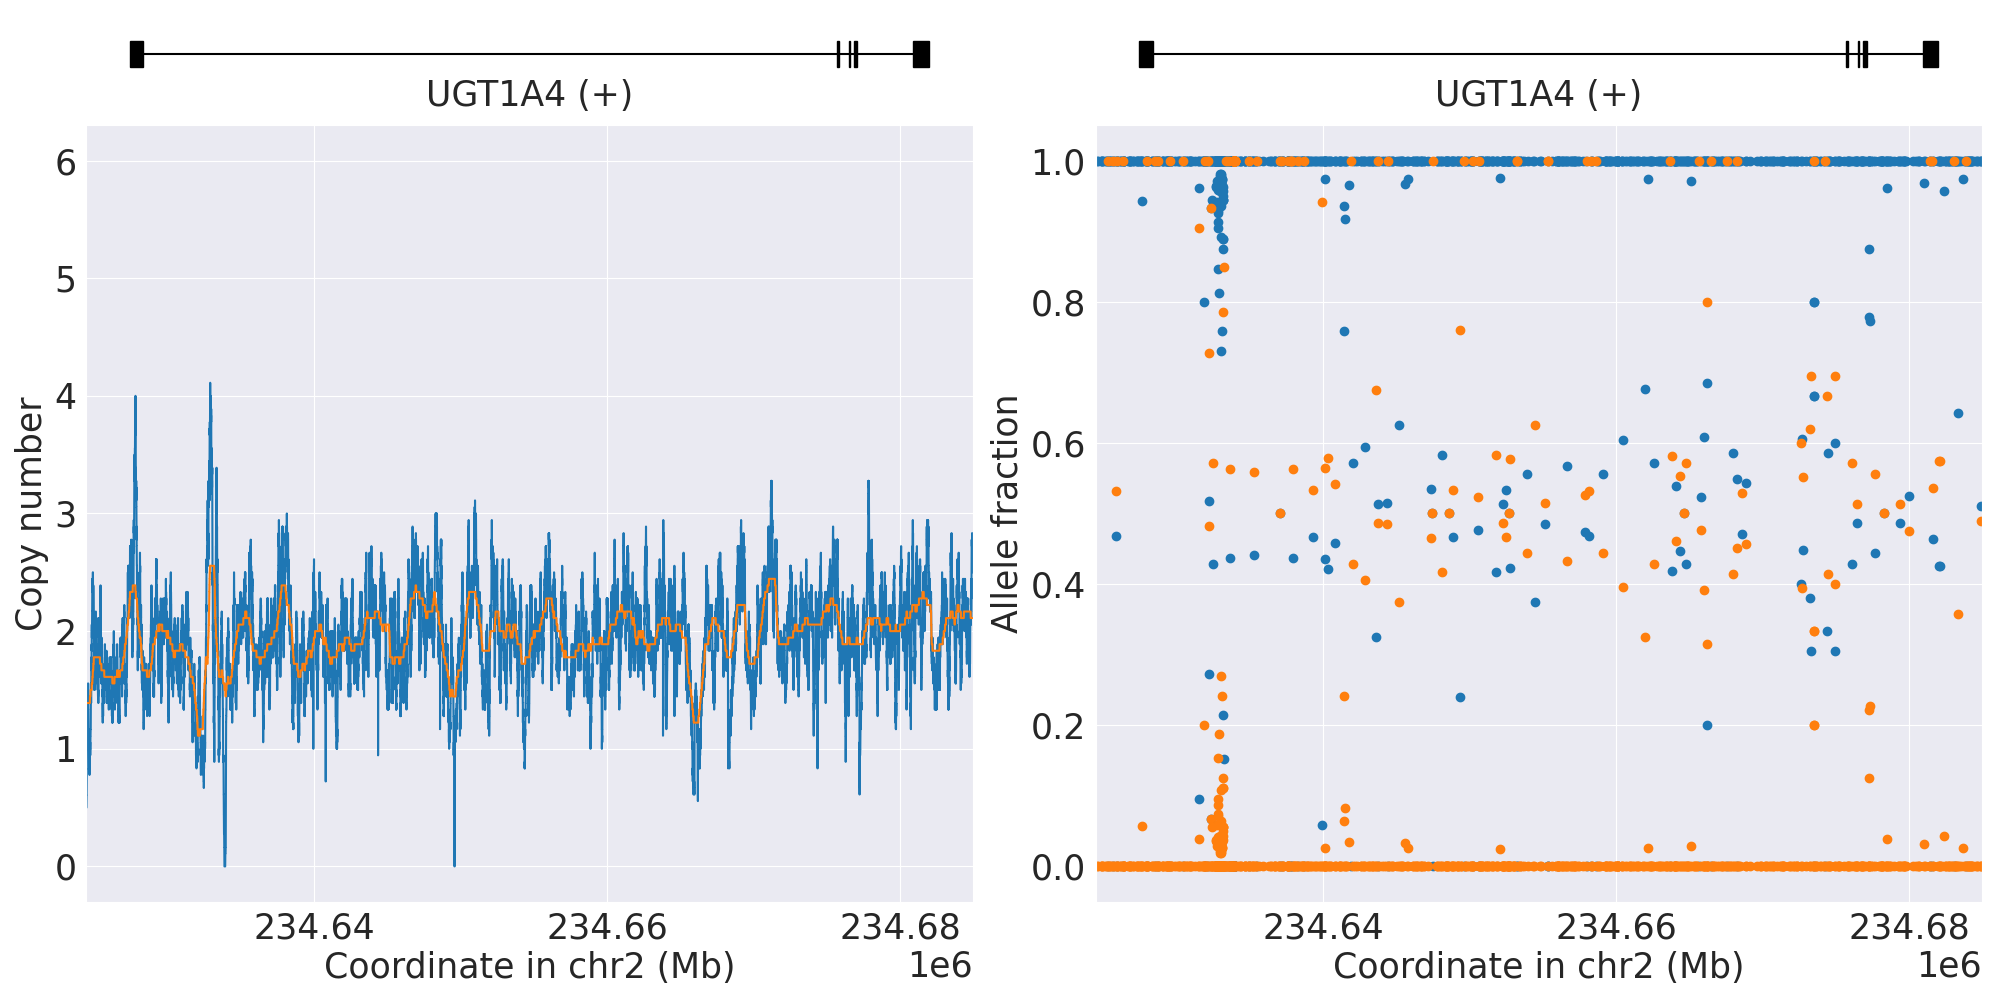 UGT1A4 (+)
6
5
4
3
2
1
0
Copy number
234.64 234.66 234.68
1e6
Coordinate in chr2 (Mb)
UGT1A4 (+)
1.0
0.8
0.6
0.4
0.2
0.0
Allele fraction
234.64 234.66 234.68
1e6
Coordinate in chr2 (Mb)